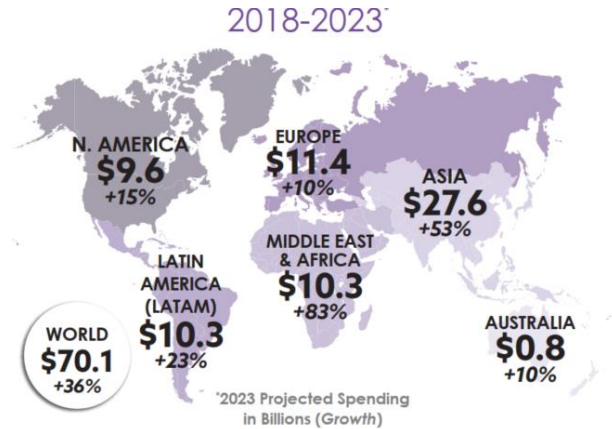 2018-2023*
N. AMERICA
$9.6
+15%
EUROPE
$11.4
+10%
ASIA
$27.6
+53%
MIDDLE EAST
& AFRICA
$10.3
+83%
LATIN
AMERICA
(LATAM)
$10.3
+23%
WORLD
$70.1
+36%
AUSTRALIA
$0.8
+10%
*2023 Projected Spending
in Billions (Growth)